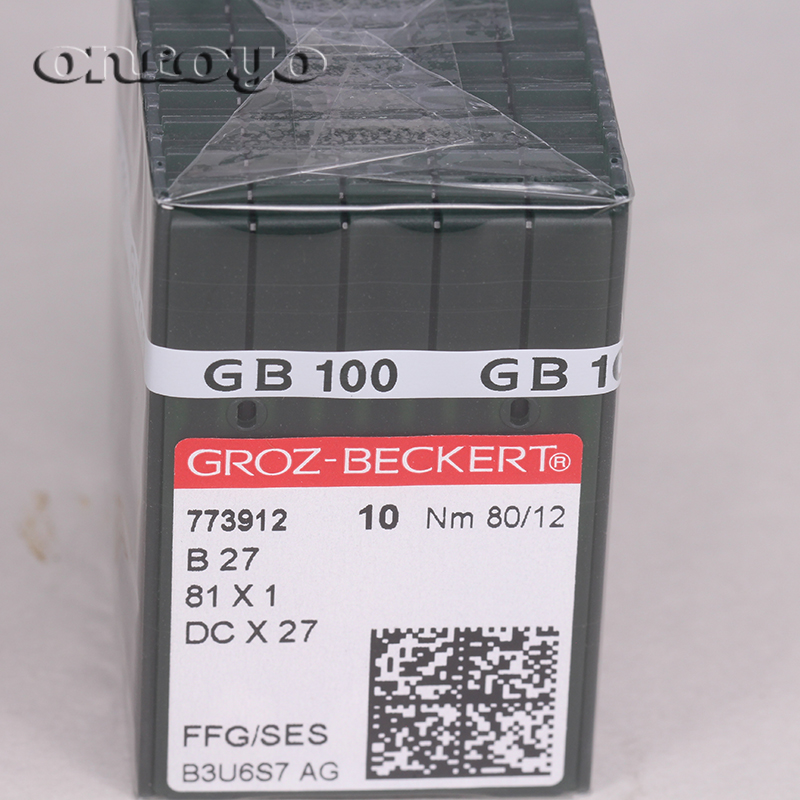 onroyo
GB 100 GB 10
GROZ-BECKERT®
773912 10 Nm 80/12
B 27
81 X 1
DC X 27
FFG/SES
B3U6S7 AG